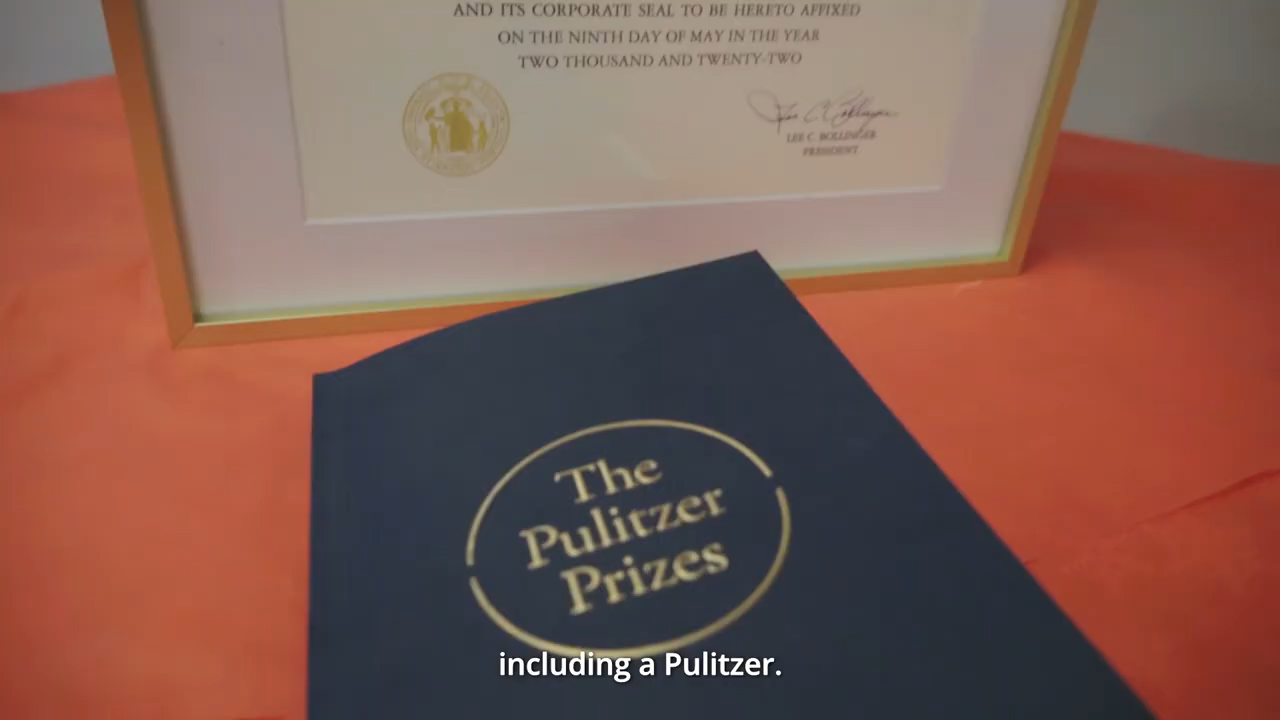 AND ITS CORPORATE SEAL TO BE HERETO AFFIXED
ON THE NINTH DAY OF MAY IN THE YEAR
TWO THOUSAND AND TWENTY-TWO
LEE C. BOLLINGER
PRESIDENT
The
Pulitzer
Prizes
including a Pulitzer.